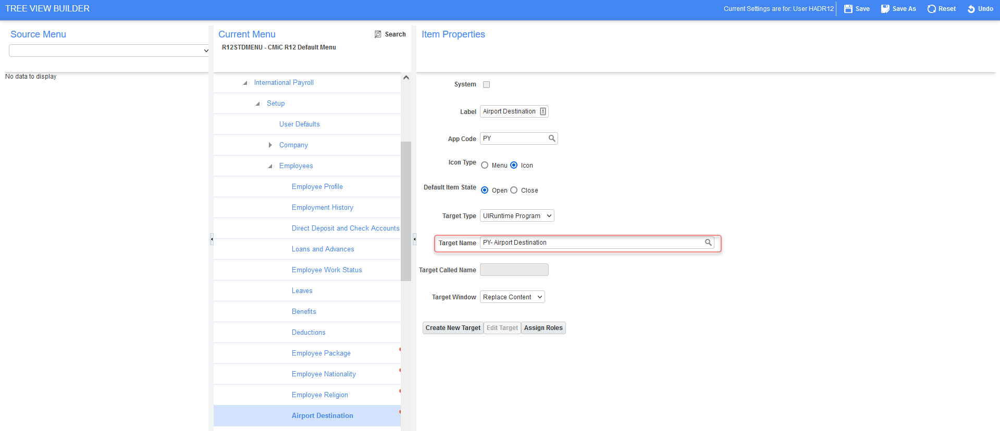 TREE VIEW BUILDER
Current Settings are for: User HADR12
Save
Save As
Reset
Undo
Source Menu
No data to display
Current Menu
Search
R12STDMENU - CMiC R12 Default Menu
International Payroll
Setup
User Defaults
Company
Employees
Employee Profile
Employment History
Direct Deposit and Check Accounts
Loans and Advances
Employee Work Status
Leaves
Benefits
Deductions
Employee Package
Employee Nationality
Employee Religion
Airport Destination
Item Properties
System
Label Airport Destination
App Code PY
Icon Type Menu Icon
Default Item State Open Close
Target Type UIRuntime Program
Target Name PY- Airport Destination
Target Called Name
Target Window Replace Content
Create New Target Edit Target Assign Roles